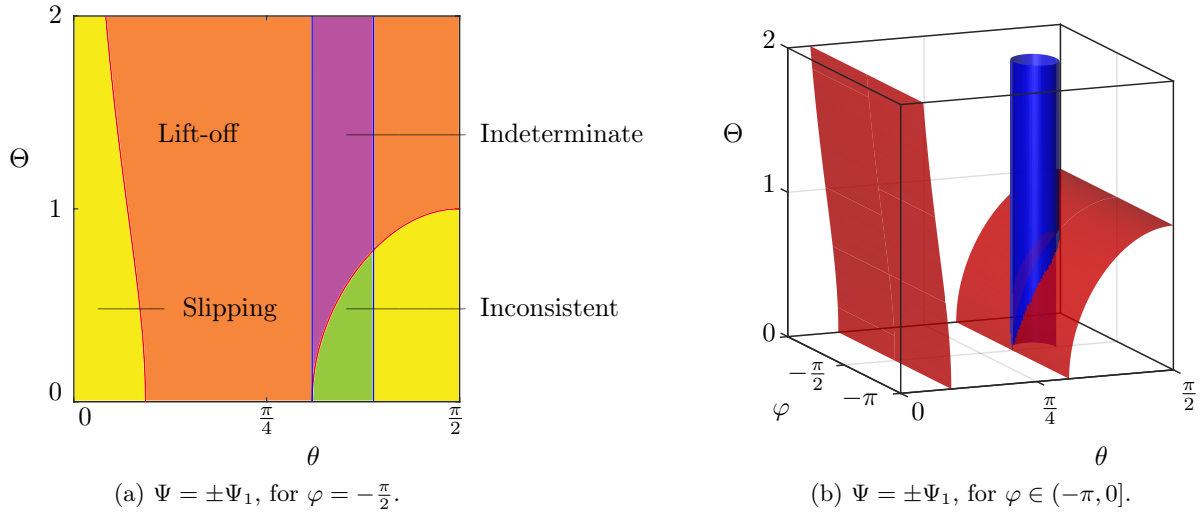 2
Lift-off
Indeterminate
Θ
1
Slipping
Inconsistent
0
0
π/4
π/2
θ
(a) Ψ = ±Ψ₁, for φ = −π/2.
2
Θ
1
0
−π/2
−π
φ
0
π/4
π/2
θ
(b) Ψ = ±Ψ₁, for φ ∈ (−π, 0].